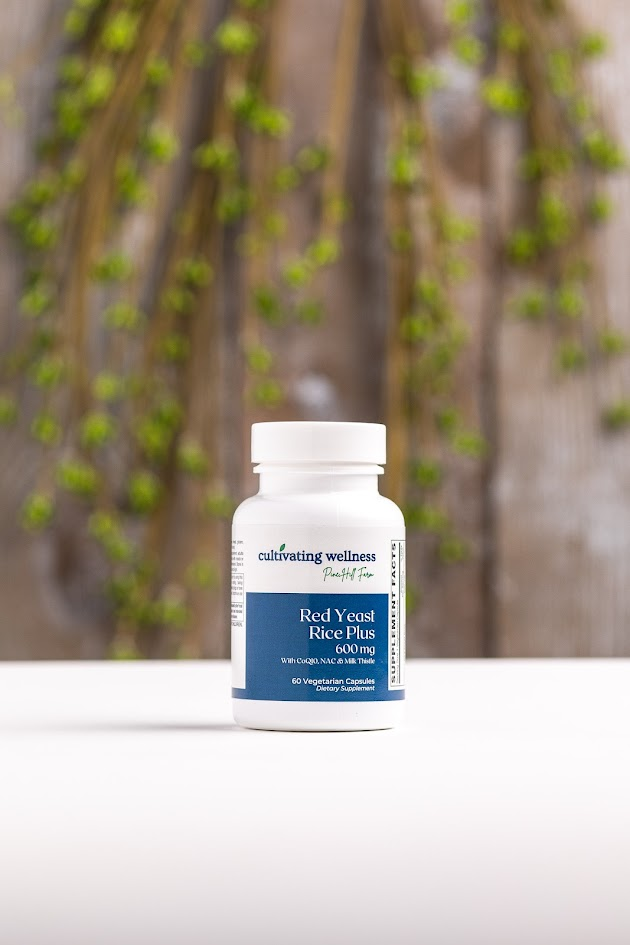 cultivating wellness
Pine Hill Farm
Red Yeast
Rice Plus
600 mg
With CoQ10, NAC & Milk Thistle
60 Vegetarian Capsules
Dietary Supplement
SUPPLEMENT FACTS